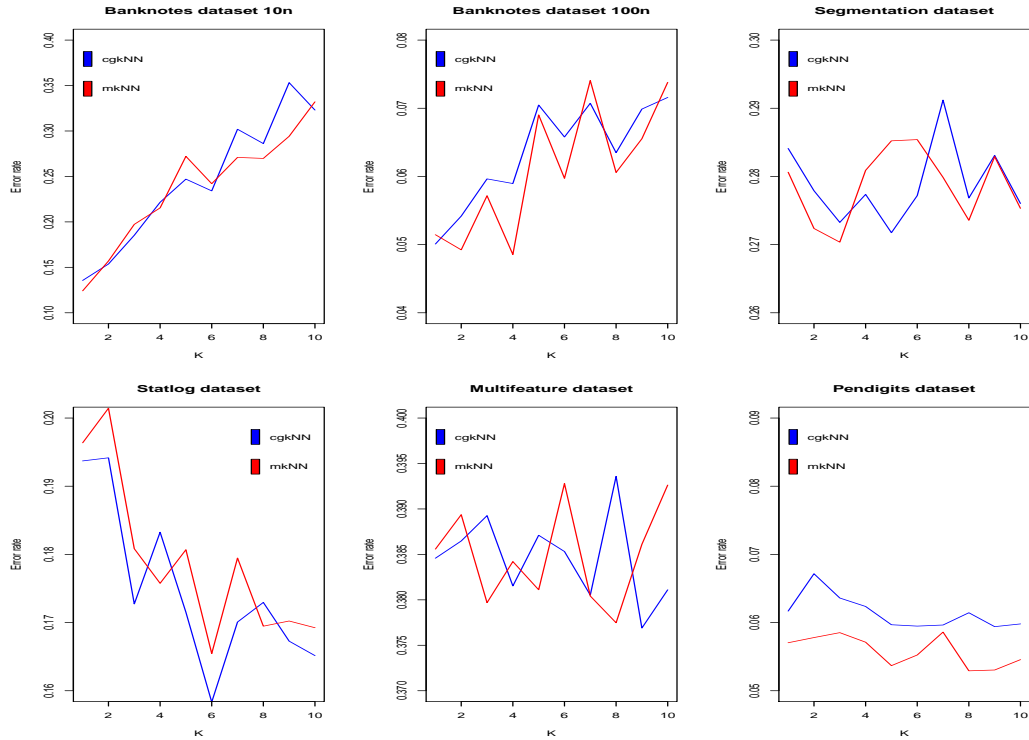 Banknotes dataset 10n
Error rate
0.40
0.35
0.30
0.25
0.20
0.15
0.10
cgkNN
mkNN
2 4 6 8 10
K
Banknotes dataset 100n
Error rate
0.08
0.07
0.06
0.05
0.04
cgkNN
mkNN
2 4 6 8 10
K
Segmentation dataset
Error rate
0.30
0.29
0.28
0.27
0.26
cgkNN
mkNN
2 4 6 8 10
K
Statlog dataset
Error rate
0.20
0.19
0.18
0.17
0.16
cgkNN
mkNN
2 4 6 8 10
K
Multifeature dataset
Error rate
0.400
0.395
0.390
0.385
0.380
0.375
0.370
cgkNN
mkNN
2 4 6 8 10
K
Pendigits dataset
Error rate
0.09
0.08
0.07
0.06
0.05
cgkNN
mkNN
2 4 6 8 10
K